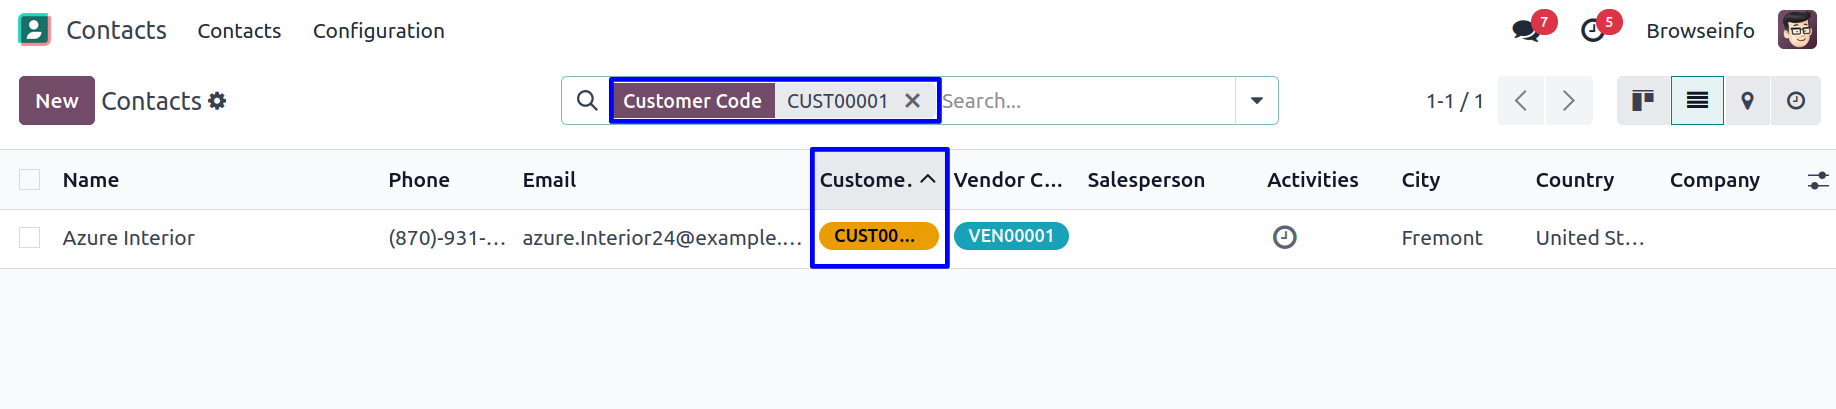 Contacts Contacts Configuration 7 5 Browseinfo
New Contacts Customer Code CUST00001 Search... 1-1 / 1
Name Phone Email Custome. Vendor C... Salesperson Activities City Country Company
Azure Interior (870)-931-... azure.Interior24@example.... CUST00... VEN00001 Fremont United St...